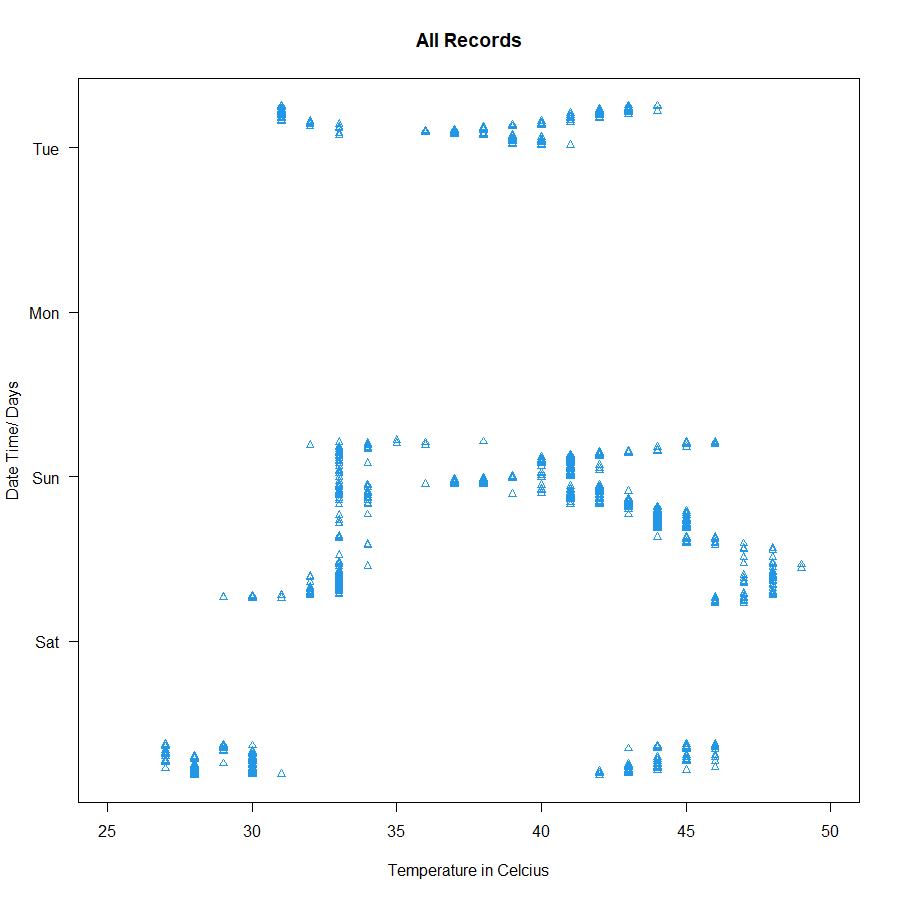 All Records
Tue
Mon
Sun
Sat
Date Time/ Days
25 30 35 40 45 50
Temperature in Celcius